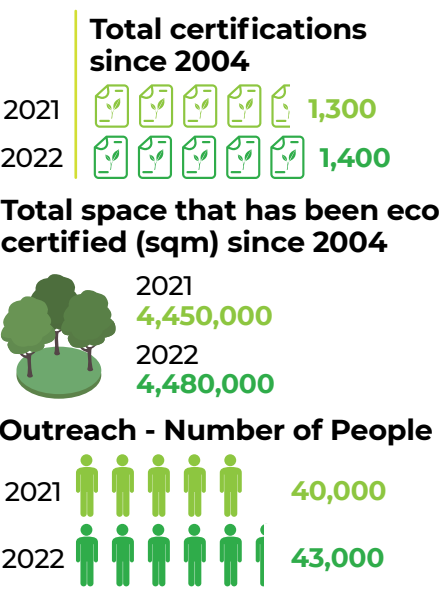 Total certifications
since 2004
2021 1,300
2022 1,400
Total space that has been eco
certified (sqm) since 2004
2021
4,450,000
2022
4,480,000
Outreach - Number of People
2021 40,000
2022 43,000